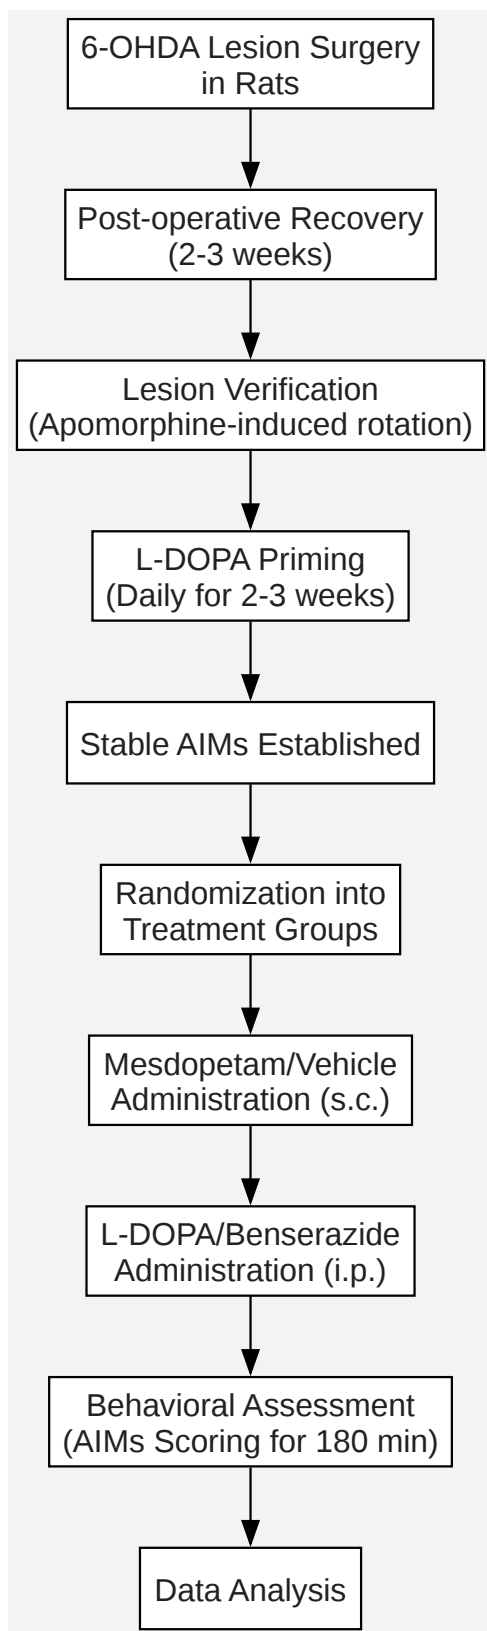 6-OHDA Lesion Surgery
in Rats
Post-operative Recovery
(2-3 weeks)
Lesion Verification
(Apomorphine-induced rotation)
L-DOPA Priming
(Daily for 2-3 weeks)
Stable AIMs Established
Randomization into
Treatment Groups
Mesdopetam/Vehicle
Administration (s.c.)
L-DOPA/Benserazide
Administration (i.p.)
Behavioral Assessment
(AIMs Scoring for 180 min)
Data Analysis